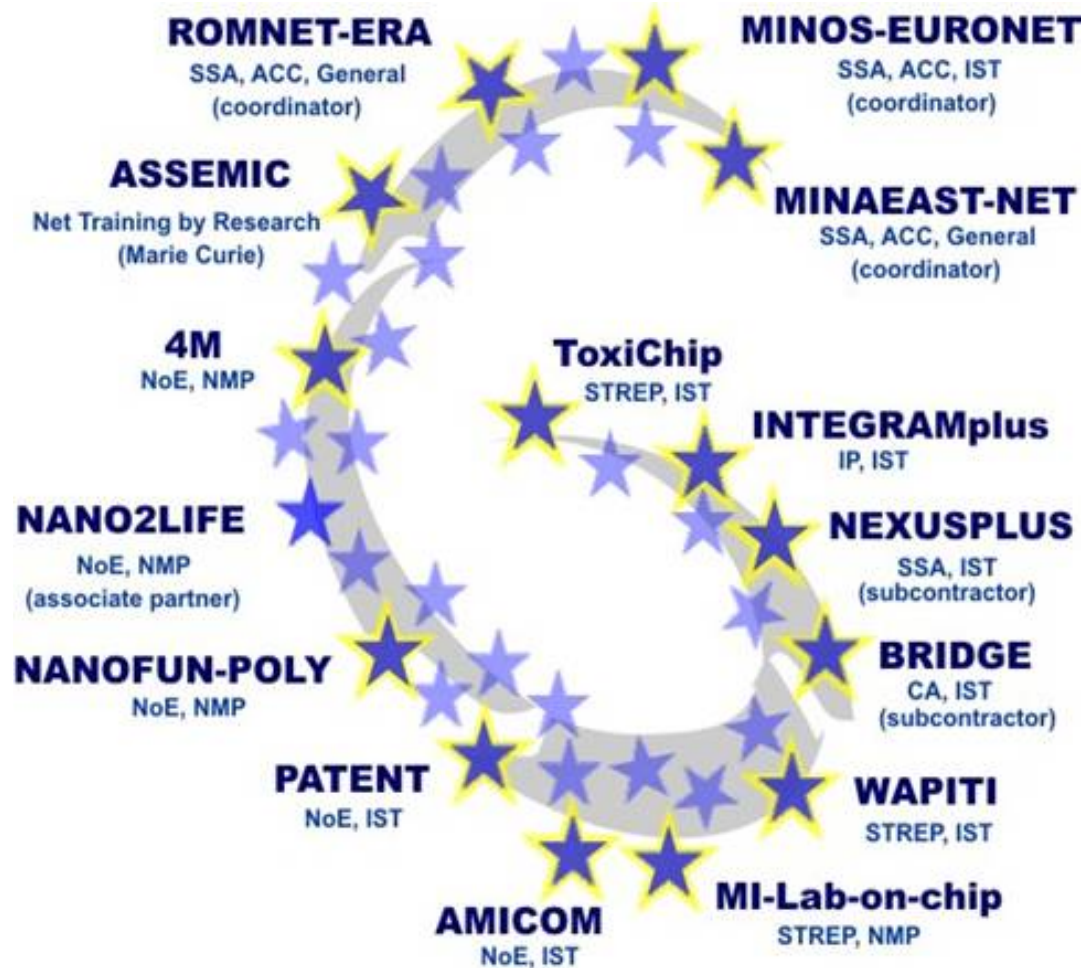 ROMNET-ERA
SSA, ACC, General
(coordinator)
MINOS-EURONET
SSA, ACC, IST
(coordinator)
ASSEMIC
Net Training by Research
(Marie Curie)
MINAEAST-NET
SSA, ACC, General
(coordinator)
4M
NoE, NMP
ToxiChip
STREP, IST
INTEGRAMplus
IP, IST
NANO2LIFE
NoE, NMP
(associate partner)
NEXUSPLUS
SSA, IST
(subcontractor)
NANOFUN-POLY
NoE, NMP
BRIDGE
CA, IST
(subcontractor)
PATENT
NoE, IST
WAPITI
STREP, IST
AMICOM
NoE, IST
MI-Lab-on-chip
STREP, NMP